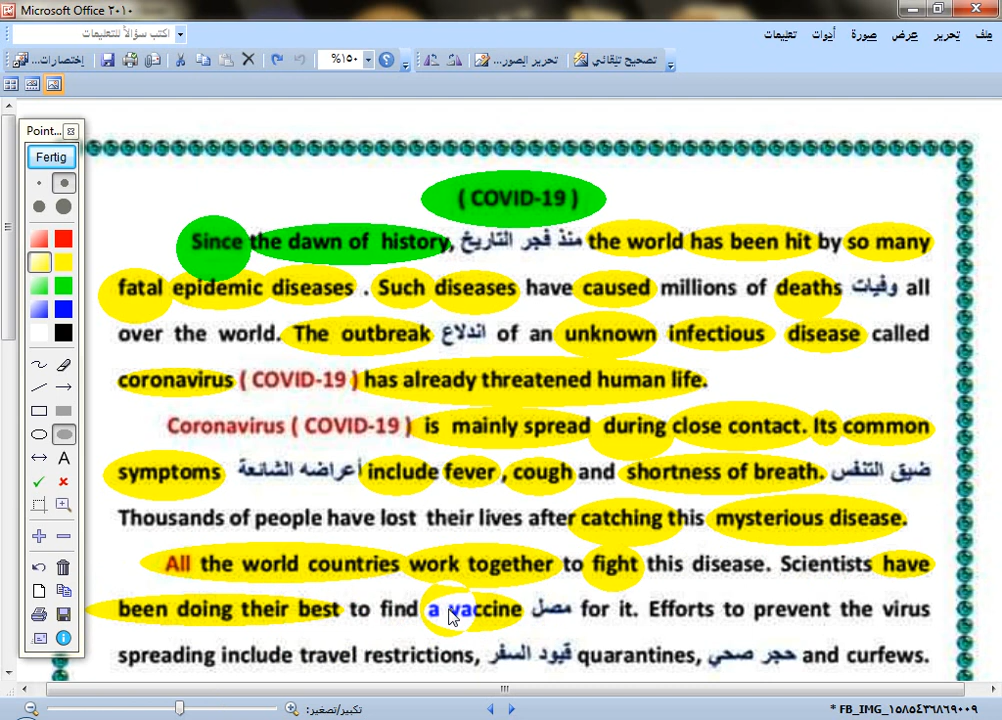 Microsoft Office ٢٠١٠
ملف تحرير عرض صورة أدوات تعليمات
اكتب سؤالاً للتعليمات
إختصارات...
١٥٠%
تحرير الصور...
تصحيح تلقائي
Point...
Fertig
( COVID-19 )
Since the dawn of history, منذ فجر التاريخ the world has been hit by so many
fatal epidemic diseases . Such diseases have caused millions of deaths وفيات all
over the world. The outbreak اندلاع of an unknown infectious disease called
coronavirus ( COVID-19 ) has already threatened human life.
Coronavirus ( COVID-19 ) is mainly spread during close contact. Its common
symptoms أعراضه الشائعة include fever , cough and shortness of breath. ضيق التنفس
Thousands of people have lost their lives after catching this mysterious disease.
All the world countries work together to fight this disease. Scientists have
been doing their best to find a vaccine مصل for it. Efforts to prevent the virus
spreading include travel restrictions, قيود السفر quarantines, حجر صحي and curfews.
تكبير/تصغير:
* FB_IMG_١٥٨٥٤٣٦٨٦٩٠٠٩